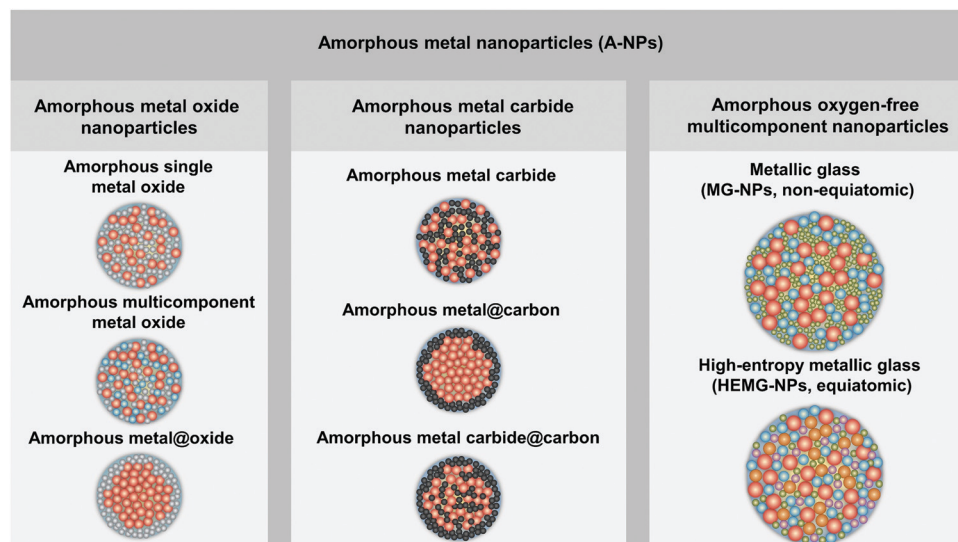 Amorphous metal nanoparticles (A-NPs)
Amorphous metal oxide
nanoparticles
Amorphous single
metal oxide
Amorphous multicomponent
metal oxide
Amorphous metal@oxide
Amorphous metal carbide
nanoparticles
Amorphous metal carbide
Amorphous metal@carbon
Amorphous metal carbide@carbon
Amorphous oxygen-free
multicomponent nanoparticles
Metallic glass
(MG-NPs, non-equiatomic)
High-entropy metallic glass
(HEMG-NPs, equiatomic)